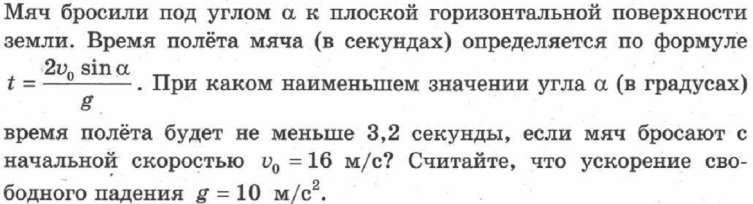 Мяч бросили под углом α к плоской горизонтальной поверхности
земли. Время полёта мяча (в секундах) определяется по формуле
t = 2v₀ sin α / g . При каком наименьшем значении угла α (в градусах)
время полёта будет не меньше 3,2 секунды, если мяч бросают с
начальной скоростью v₀ = 16 м/с? Считайте, что ускорение сво-
бодного падения g = 10 м/с².